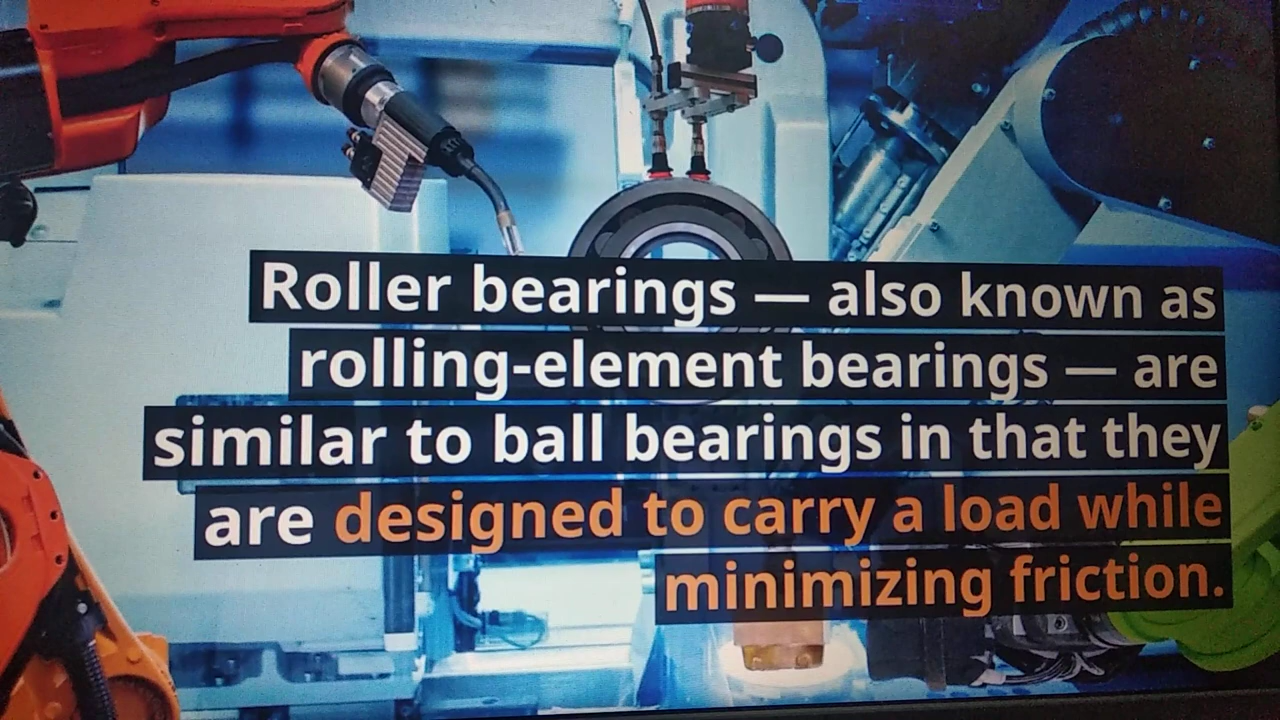 Roller bearings — also known as
rolling-element bearings — are
similar to ball bearings in that they
are designed to carry a load while
minimizing friction.